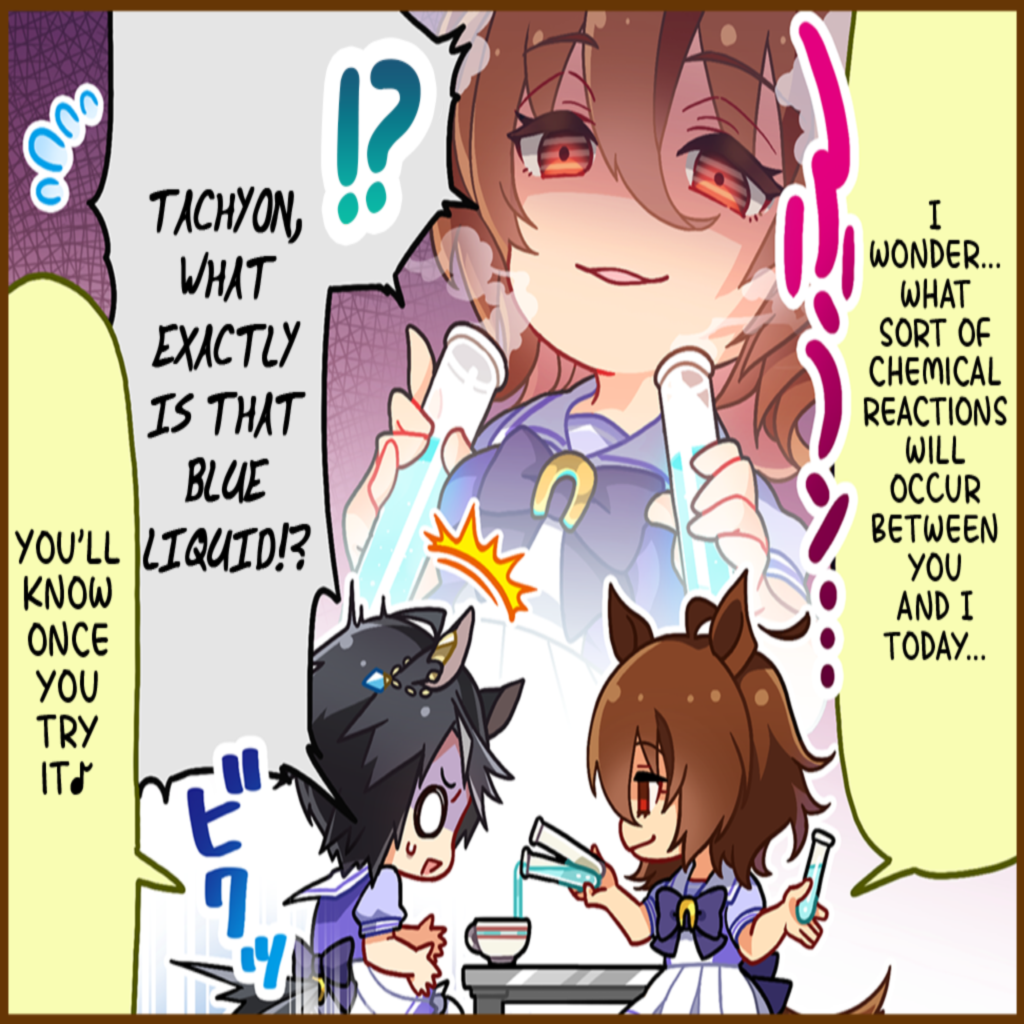 I
WONDER...
WHAT
SORT OF
CHEMICAL
REACTIONS
WILL
OCCUR
BETWEEN
YOU
AND I
TODAY...
!?
TACHYON,
WHAT
EXACTLY
IS THAT
BLUE
LIQUID!?
YOU'LL
KNOW
ONCE
YOU
TRY
IT♪
ビクッ